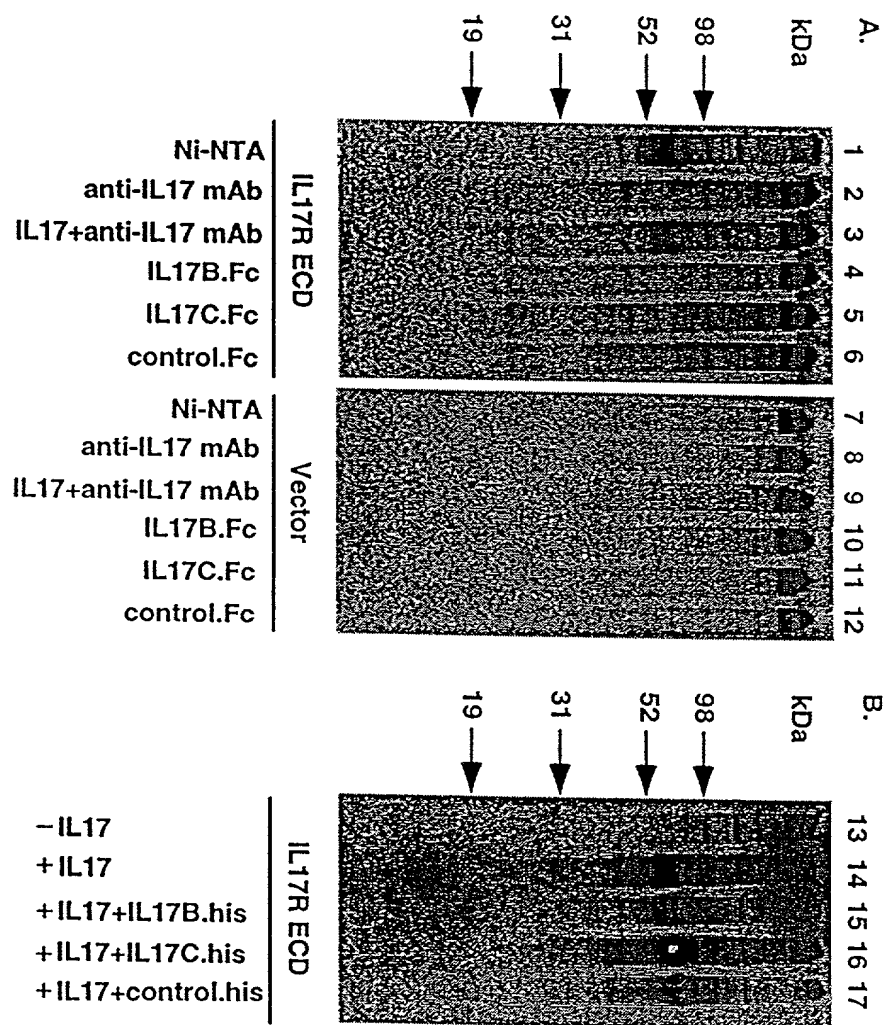 A.
kDa
98
52
31
19
1 2 3 4 5 6 7 8 9 10 11 12
Ni-NTA
anti-IL17 mAb
IL17+anti-IL17 mAb
IL17B.Fc
IL17C.Fc
control.Fc
IL17R ECD
Ni-NTA
anti-IL17 mAb
IL17+anti-IL17 mAb
IL17B.Fc
IL17C.Fc
control.Fc
Vector
B.
kDa
98
52
31
19
13 14 15 16 17
−IL17
+IL17
+IL17+IL17B.his
+IL17+IL17C.his
+IL17+control.his
IL17R ECD